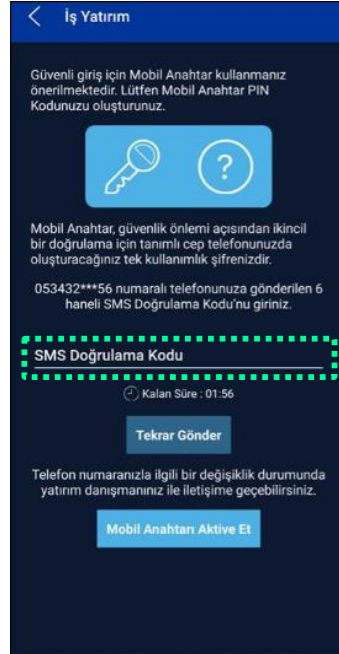 İş Yatırım
Güvenli giriş için Mobil Anahtar kullanmanız
önerilmektedir. Lütfen Mobil Anahtar PIN
Kodunuzu oluşturunuz.
?
Mobil Anahtar, güvenlik önlemi açısından ikincil
bir doğrulama için tanımlı cep telefonunuzda
oluşturacağınız tek kullanımlık şifrenizdir.
053432***56 numaralı telefonunuza gönderilen 6
haneli SMS Doğrulama Kodu'nu giriniz.
SMS Doğrulama Kodu
Kalan Süre : 01:56
Tekrar Gönder
Telefon numaranızla ilgili bir değişiklik durumunda
yatırım danışmanınız ile iletişime geçebilirsiniz.
Mobil Anahtarı Aktive Et